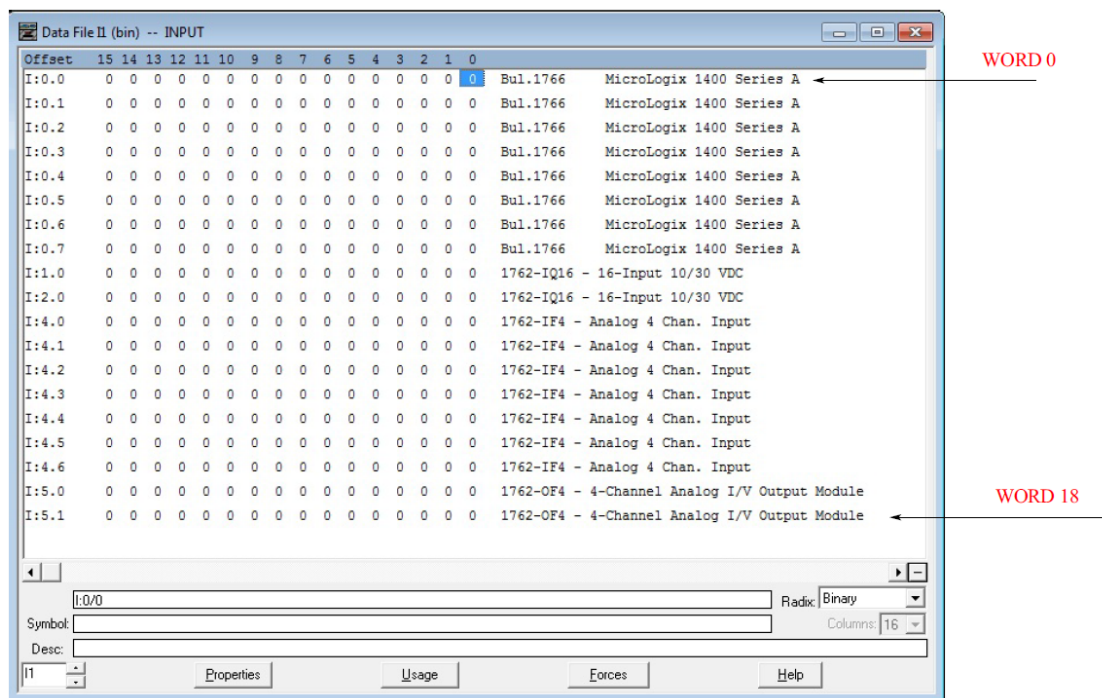 Data File I1 (bin) -- INPUT
Offset 15 14 13 12 11 10 9 8 7 6 5 4 3 2 1 0
I:0.0 0 0 0 0 0 0 0 0 0 0 0 0 0 0 0 0 Bul.1766 MicroLogix 1400 Series A
WORD 0
I:0.1 0 0 0 0 0 0 0 0 0 0 0 0 0 0 0 0 Bul.1766 MicroLogix 1400 Series A
I:0.2 0 0 0 0 0 0 0 0 0 0 0 0 0 0 0 0 Bul.1766 MicroLogix 1400 Series A
I:0.3 0 0 0 0 0 0 0 0 0 0 0 0 0 0 0 0 Bul.1766 MicroLogix 1400 Series A
I:0.4 0 0 0 0 0 0 0 0 0 0 0 0 0 0 0 0 Bul.1766 MicroLogix 1400 Series A
I:0.5 0 0 0 0 0 0 0 0 0 0 0 0 0 0 0 0 Bul.1766 MicroLogix 1400 Series A
I:0.6 0 0 0 0 0 0 0 0 0 0 0 0 0 0 0 0 Bul.1766 MicroLogix 1400 Series A
I:0.7 0 0 0 0 0 0 0 0 0 0 0 0 0 0 0 0 Bul.1766 MicroLogix 1400 Series A
I:1.0 0 0 0 0 0 0 0 0 0 0 0 0 0 0 0 0 1762-IQ16 - 16-Input 10/30 VDC
I:2.0 0 0 0 0 0 0 0 0 0 0 0 0 0 0 0 0 1762-IQ16 - 16-Input 10/30 VDC
I:4.0 0 0 0 0 0 0 0 0 0 0 0 0 0 0 0 0 1762-IF4 - Analog 4 Chan. Input
I:4.1 0 0 0 0 0 0 0 0 0 0 0 0 0 0 0 0 1762-IF4 - Analog 4 Chan. Input
I:4.2 0 0 0 0 0 0 0 0 0 0 0 0 0 0 0 0 1762-IF4 - Analog 4 Chan. Input
I:4.3 0 0 0 0 0 0 0 0 0 0 0 0 0 0 0 0 1762-IF4 - Analog 4 Chan. Input
I:4.4 0 0 0 0 0 0 0 0 0 0 0 0 0 0 0 0 1762-IF4 - Analog 4 Chan. Input
I:4.5 0 0 0 0 0 0 0 0 0 0 0 0 0 0 0 0 1762-IF4 - Analog 4 Chan. Input
I:4.6 0 0 0 0 0 0 0 0 0 0 0 0 0 0 0 0 1762-IF4 - Analog 4 Chan. Input
I:5.0 0 0 0 0 0 0 0 0 0 0 0 0 0 0 0 0 1762-OF4 - 4-Channel Analog I/V Output Module
I:5.1 0 0 0 0 0 0 0 0 0 0 0 0 0 0 0 0 1762-OF4 - 4-Channel Analog I/V Output Module
WORD 18
I:0/0 Radix: Binary
Symbol: Columns: 16
Desc:
I1 Properties Usage Forces Help